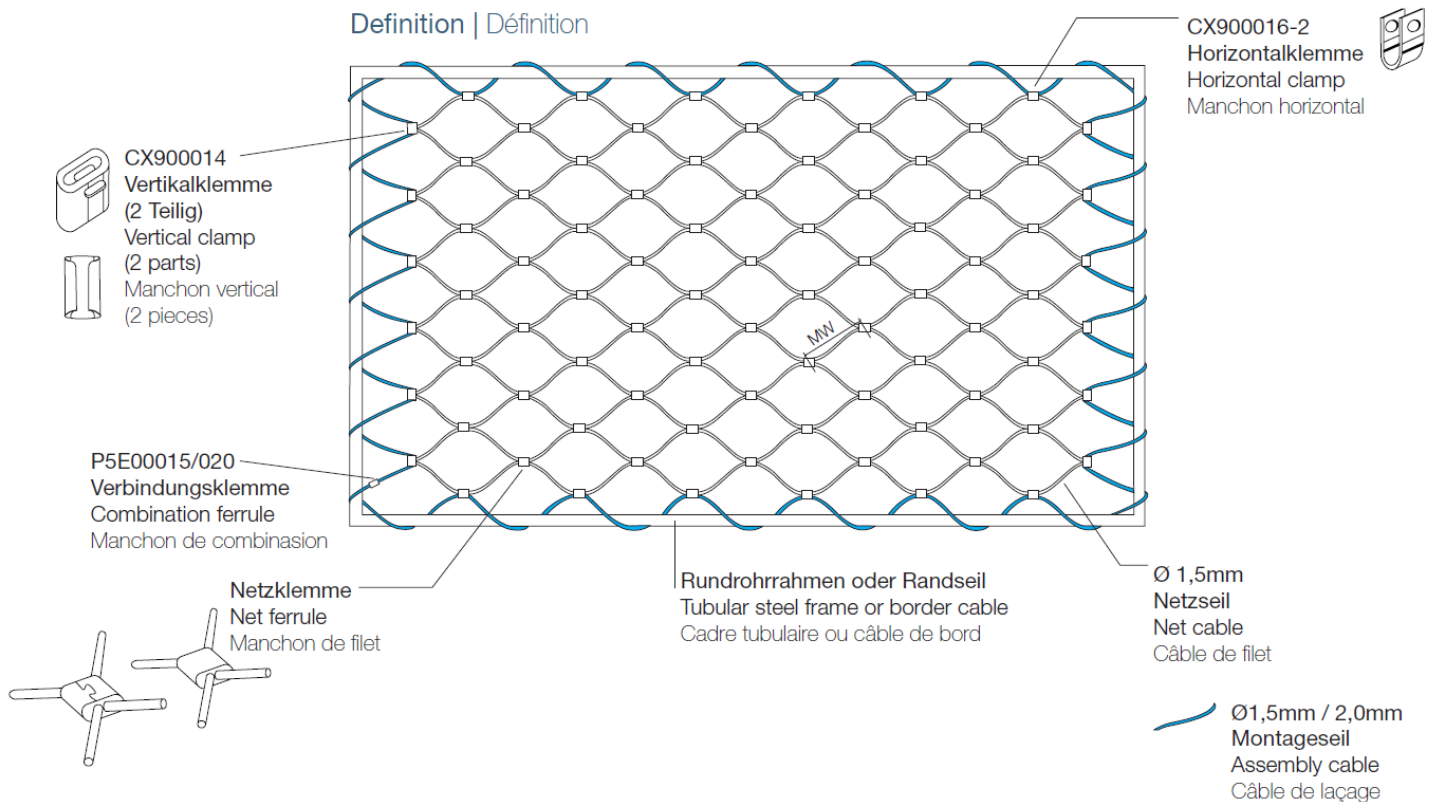 Definition | Définition
CX900016-2
Horizontalklemme
Horizontal clamp
Manchon horizontal
CX900014
Vertikalklemme
(2 Teilig)
Vertical clamp
(2 parts)
Manchon vertical
(2 pieces)
MW
P5E00015/020
Verbindungsklemme
Combination ferrule
Manchon de combinasion
Netzklemme
Net ferrule
Manchon de filet
Rundrohrrahmen oder Randseil
Tubular steel frame or border cable
Cadre tubulaire ou câble de bord
Ø 1,5mm
Netzseil
Net cable
Câble de filet
Ø1,5mm / 2,0mm
Montageseil
Assembly cable
Câble de laçage